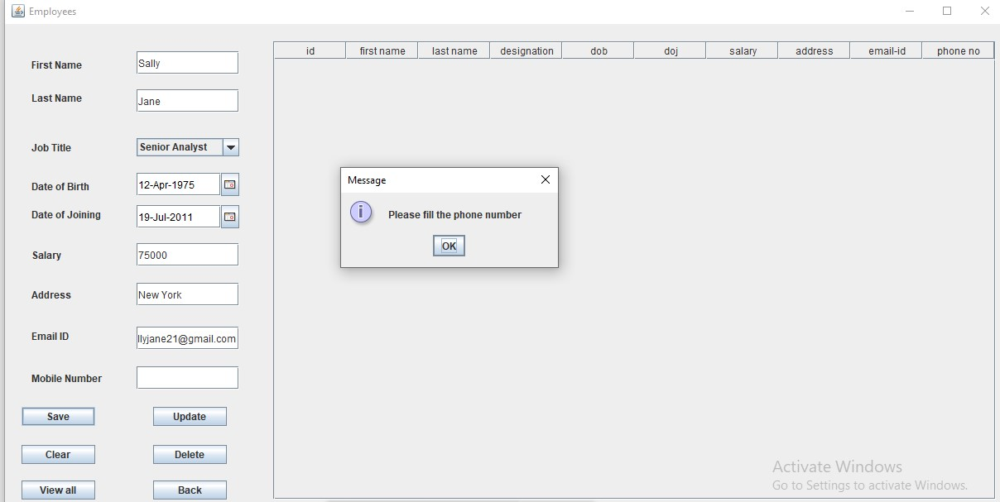 Employees
First Name
Sally
Last Name
Jane
Job Title
Senior Analyst
Date of Birth
12-Apr-1975
Date of Joining
19-Jul-2011
Salary
75000
Address
New York
Email ID
llyjane21@gmail.com
Mobile Number
Save
Update
Clear
Delete
View all
Back
id first name last name designation dob doj salary address email-id phone no
Message
Please fill the phone number
OK
Activate Windows
Go to Settings to activate Windows.